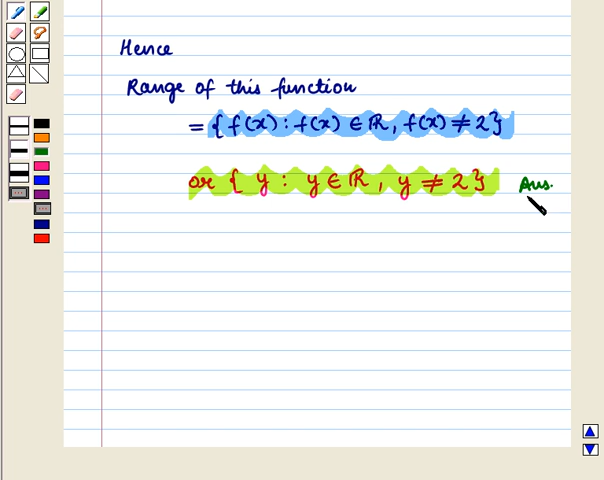 Hence
Range of this function
= { f(x) : f(x) ∈ ℝ, f(x) ≠ 2}
or { y : y ∈ ℝ, y ≠ 2} Ans.